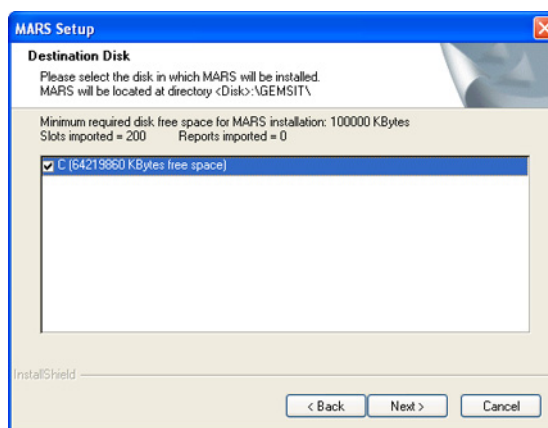 MARS Setup
Destination Disk
Please select the disk in which MARS will be installed.
MARS will be located at directory <Disk>:\GEMSIT\
Minimum required disk free space for MARS installation: 100000 KBytes
Slots imported = 200 Reports imported = 0
C (64219860 KBytes free space)
InstallShield
< Back Next > Cancel